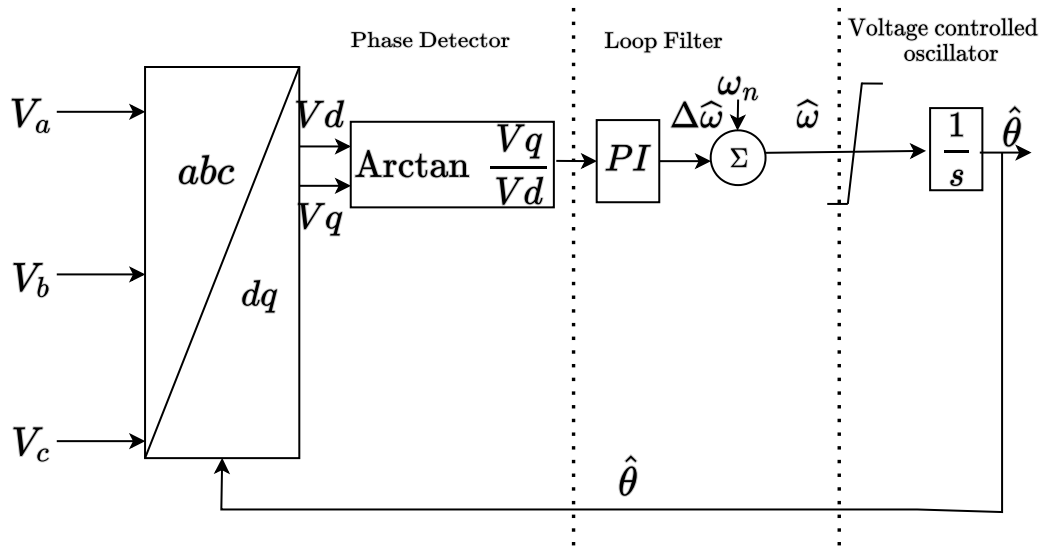 Phase Detector
Loop Filter
Voltage controlled
oscillator
V_a
V_b
V_c
abc
dq
Vd
Vq
Arctan Vq/Vd
PI
Δω̂
ω_n
Σ
ω̂
1/s
θ̂
θ̂